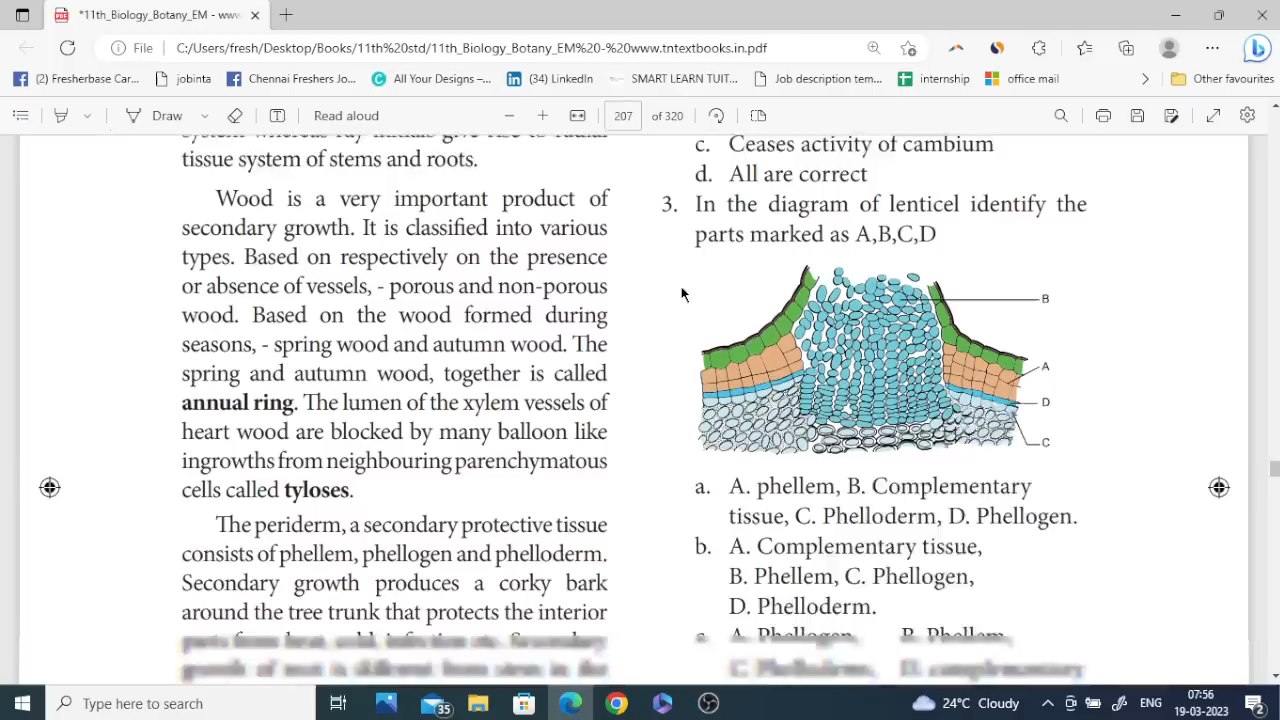 *11th_Biology_Botany_EM - www
File
C:/Users/fresh/Desktop/Books/11th%20std/11th_Biology_Botany_EM%20-%20www.tntextbooks.in.pdf
(2) Fresherbase Car...
jobinta
Chennai Freshers Jo...
All Your Designs –...
(34) LinkedIn
SMART LEARN TUIT...
Job description tem...
internship
office mail
Other favourites
Draw
Read aloud
207 of 320
tissue system of stems and roots.
Wood is a very important product of
secondary growth. It is classified into various
types. Based on respectively on the presence
or absence of vessels, - porous and non-porous
wood. Based on the wood formed during
seasons, - spring wood and autumn wood. The
spring and autumn wood, together is called
annual ring. The lumen of the xylem vessels of
heart wood are blocked by many balloon like
ingrowths from neighbouring parenchymatous
cells called tyloses.
The periderm, a secondary protective tissue
consists of phellem, phellogen and phelloderm.
Secondary growth produces a corky bark
around the tree trunk that protects the interior
c. Ceases activity of cambium
d. All are correct
3. In the diagram of lenticel identify the
parts marked as A,B,C,D
B
A
D
C
a. A. phellem, B. Complementary
tissue, C. Phelloderm, D. Phellogen.
b. A. Complementary tissue,
B. Phellem, C. Phellogen,
D. Phelloderm.
A. Phellogen, B. Phellem
Type here to search
35
24°C Cloudy
ENG
07:56
19-03-2023
2